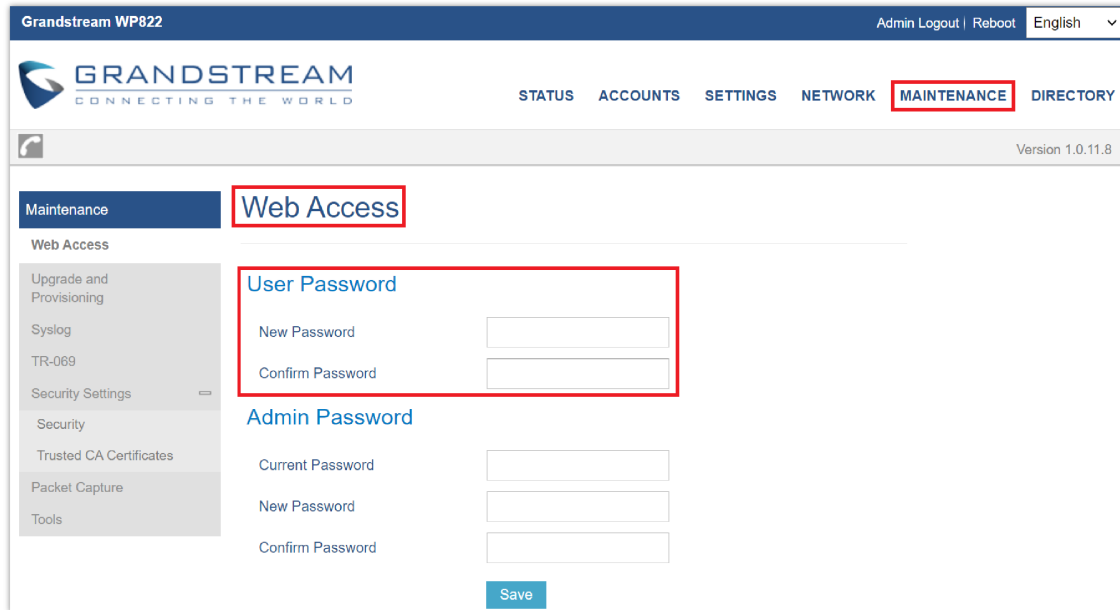 Grandstream WP822
Admin Logout | Reboot
English
GRANDSTREAM
CONNECTING THE WORLD
STATUS ACCOUNTS SETTINGS NETWORK MAINTENANCE DIRECTORY
Version 1.0.11.8
Maintenance
Web Access
Upgrade and
Provisioning
Syslog
TR-069
Security Settings
Security
Trusted CA Certificates
Packet Capture
Tools
Web Access
User Password
New Password
Confirm Password
Admin Password
Current Password
New Password
Confirm Password
Save